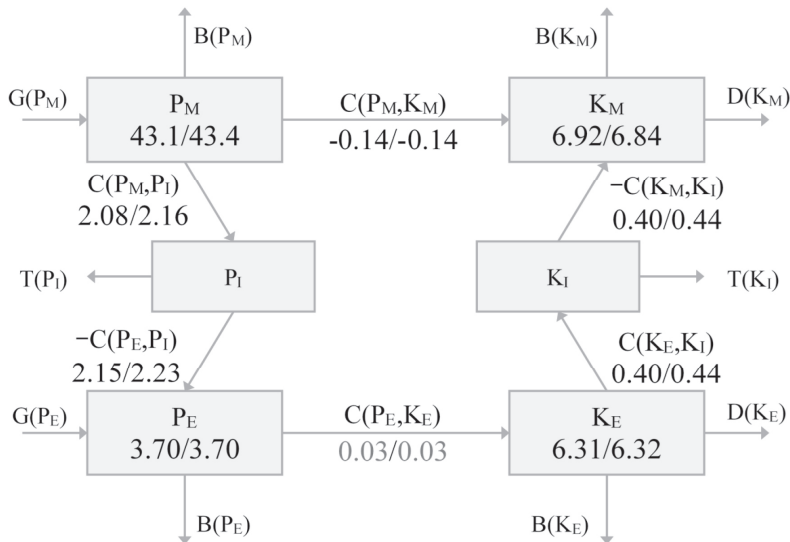 B(P_M)
B(K_M)
G(P_M)
P_M
43.1/43.4
C(P_M,K_M)
-0.14/-0.14
K_M
6.92/6.84
D(K_M)
C(P_M,P_I)
2.08/2.16
−C(K_M,K_I)
0.40/0.44
T(P_I)
P_I
K_I
T(K_I)
−C(P_E,P_I)
2.15/2.23
C(K_E,K_I)
0.40/0.44
G(P_E)
P_E
3.70/3.70
C(P_E,K_E)
0.03/0.03
K_E
6.31/6.32
D(K_E)
B(P_E)
B(K_E)